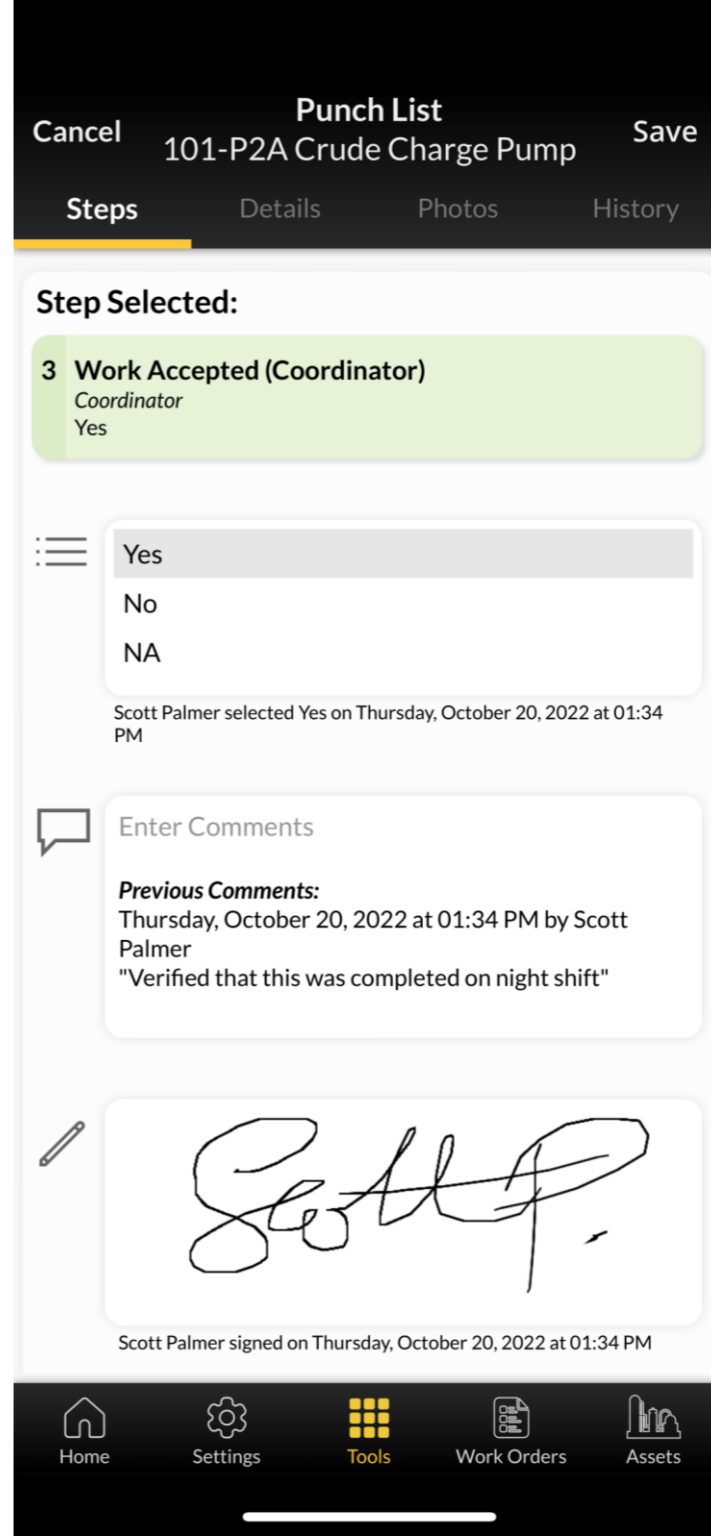 Punch List
Cancel
101-P2A Crude Charge Pump
Save
Steps
Details
Photos
History
Step Selected:
3 Work Accepted (Coordinator)
Coordinator
Yes
Yes
No
NA
Scott Palmer selected Yes on Thursday, October 20, 2022 at 01:34
PM
Enter Comments
Previous Comments:
Thursday, October 20, 2022 at 01:34 PM by Scott
Palmer
"Verified that this was completed on night shift"
Scott P.
Scott Palmer signed on Thursday, October 20, 2022 at 01:34 PM
Home
Settings
Tools
Work Orders
Assets